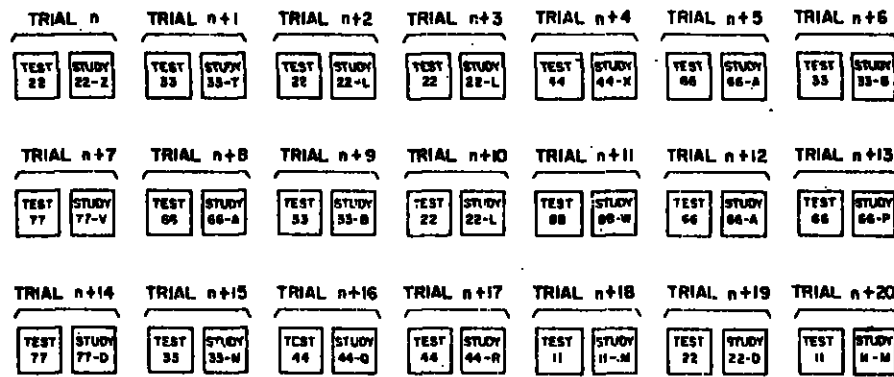 TRIAL n TRIAL n+1 TRIAL n+2 TRIAL n+3 TRIAL n+4 TRIAL n+5 TRIAL n+6
TEST STUDY TEST STUDY TEST STUDY TEST STUDY TEST STUDY TEST STUDY TEST STUDY
22 22-Z 33 33-T 22 22-L 22 22-L 44 44-X 66 66-A 33 33-B
TRIAL n+7 TRIAL n+8 TRIAL n+9 TRIAL n+10 TRIAL n+11 TRIAL n+12 TRIAL n+13
TEST STUDY TEST STUDY TEST STUDY TEST STUDY TEST STUDY TEST STUDY TEST STUDY
77 77-V 66 66-A 33 33-B 22 22-L 88 88-W 66 66-A 66 66-P
TRIAL n+14 TRIAL n+15 TRIAL n+16 TRIAL n+17 TRIAL n+18 TRIAL n+19 TRIAL n+20
TEST STUDY TEST STUDY TEST STUDY TEST STUDY TEST STUDY TEST STUDY TEST STUDY
77 77-D 33 33-N 44 44-Q 44 44-R 11 11-M 22 22-D 11 11-M